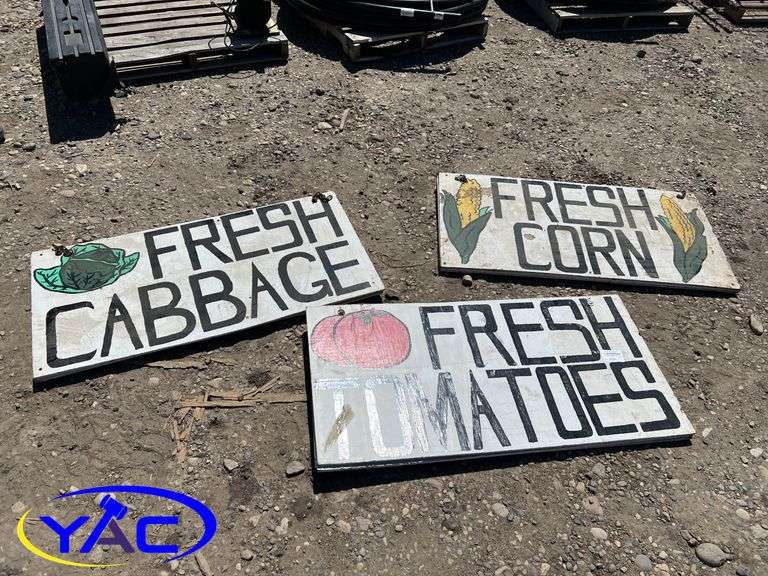 FRESH
CABBAGE
FRESH
CORN
FRESH
TOMATOES
YAC